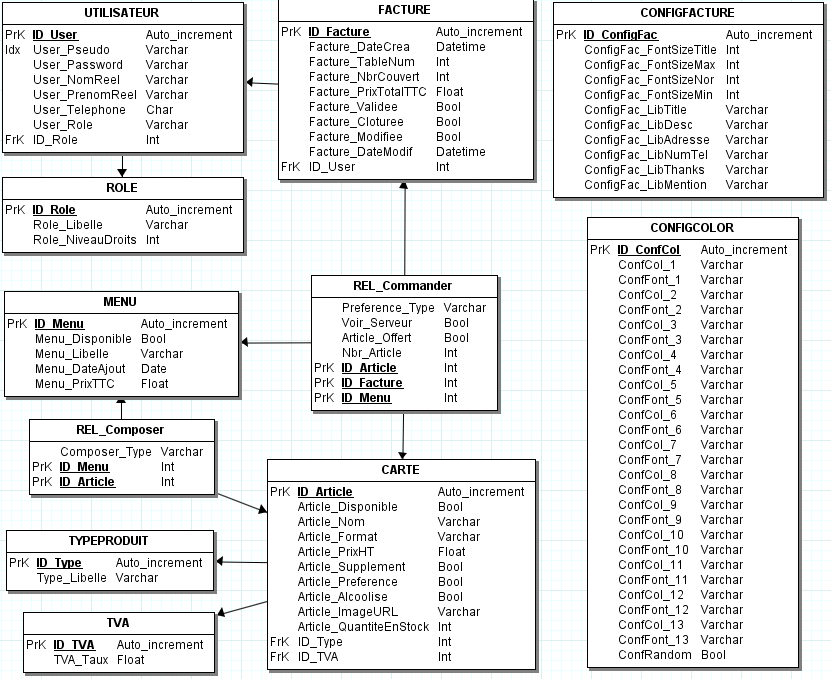 UTILISATEUR
PrK ID_User Auto_increment
Idx User_Pseudo Varchar
User_Password Varchar
User_NomReel Varchar
User_PrenomReel Varchar
User_Telephone Char
User_Role Varchar
FrK ID_Role Int
FACTURE
PrK ID_Facture Auto_increment
Facture_DateCrea Datetime
Facture_TableNum Int
Facture_NbrCouvert Int
Facture_PrixTotalTTC Float
Facture_Validee Bool
Facture_Cloturee Bool
Facture_Modifiee Bool
Facture_DateModif Datetime
FrK ID_User Int
CONFIGFACTURE
PrK ID_ConfigFac Auto_increment
ConfigFac_FontSizeTitle Int
ConfigFac_FontSizeMax Int
ConfigFac_FontSizeNor Int
ConfigFac_FontSizeMin Int
ConfigFac_LibTitle Varchar
ConfigFac_LibDesc Varchar
ConfigFac_LibAdresse Varchar
ConfigFac_LibNumTel Varchar
ConfigFac_LibThanks Varchar
ConfigFac_LibMention Varchar
ROLE
PrK ID_Role Auto_increment
Role_Libelle Varchar
Role_NiveauDroits Int
CONFIGCOLOR
PrK ID_ConfCol Auto_increment
ConfCol_1 Varchar
ConfFont_1 Varchar
ConfCol_2 Varchar
ConfFont_2 Varchar
ConfCol_3 Varchar
ConfFont_3 Varchar
ConfCol_4 Varchar
ConfFont_4 Varchar
ConfCol_5 Varchar
ConfFont_5 Varchar
ConfCol_6 Varchar
ConfFont_6 Varchar
ConfCol_7 Varchar
ConfFont_7 Varchar
ConfCol_8 Varchar
ConfFont_8 Varchar
ConfCol_9 Varchar
ConfFont_9 Varchar
ConfCol_10 Varchar
ConfFont_10 Varchar
ConfCol_11 Varchar
ConfFont_11 Varchar
ConfCol_12 Varchar
ConfFont_12 Varchar
ConfCol_13 Varchar
ConfFont_13 Varchar
ConfRandom Bool
REL_Commander
Preference_Type Varchar
Voir_Serveur Bool
Article_Offert Bool
Nbr_Article Int
PrK ID_Article Int
PrK ID_Facture Int
PrK ID_Menu Int
MENU
PrK ID_Menu Auto_increment
Menu_Disponible Bool
Menu_Libelle Varchar
Menu_DateAjout Date
Menu_PrixTTC Float
REL_Composer
Composer_Type Varchar
PrK ID_Menu Int
PrK ID_Article Int
CARTE
PrK ID_Article Auto_increment
Article_Disponible Bool
Article_Nom Varchar
Article_Format Varchar
Article_PrixHT Float
Article_Supplement Bool
Article_Preference Bool
Article_Alcoolise Bool
Article_ImageURL Varchar
Article_QuantiteEnStock Int
FrK ID_Type Int
FrK ID_TVA Int
TYPEPRODUIT
PrK ID_Type Auto_increment
Type_Libelle Varchar
TVA
PrK ID_TVA Auto_increment
TVA_Taux Float